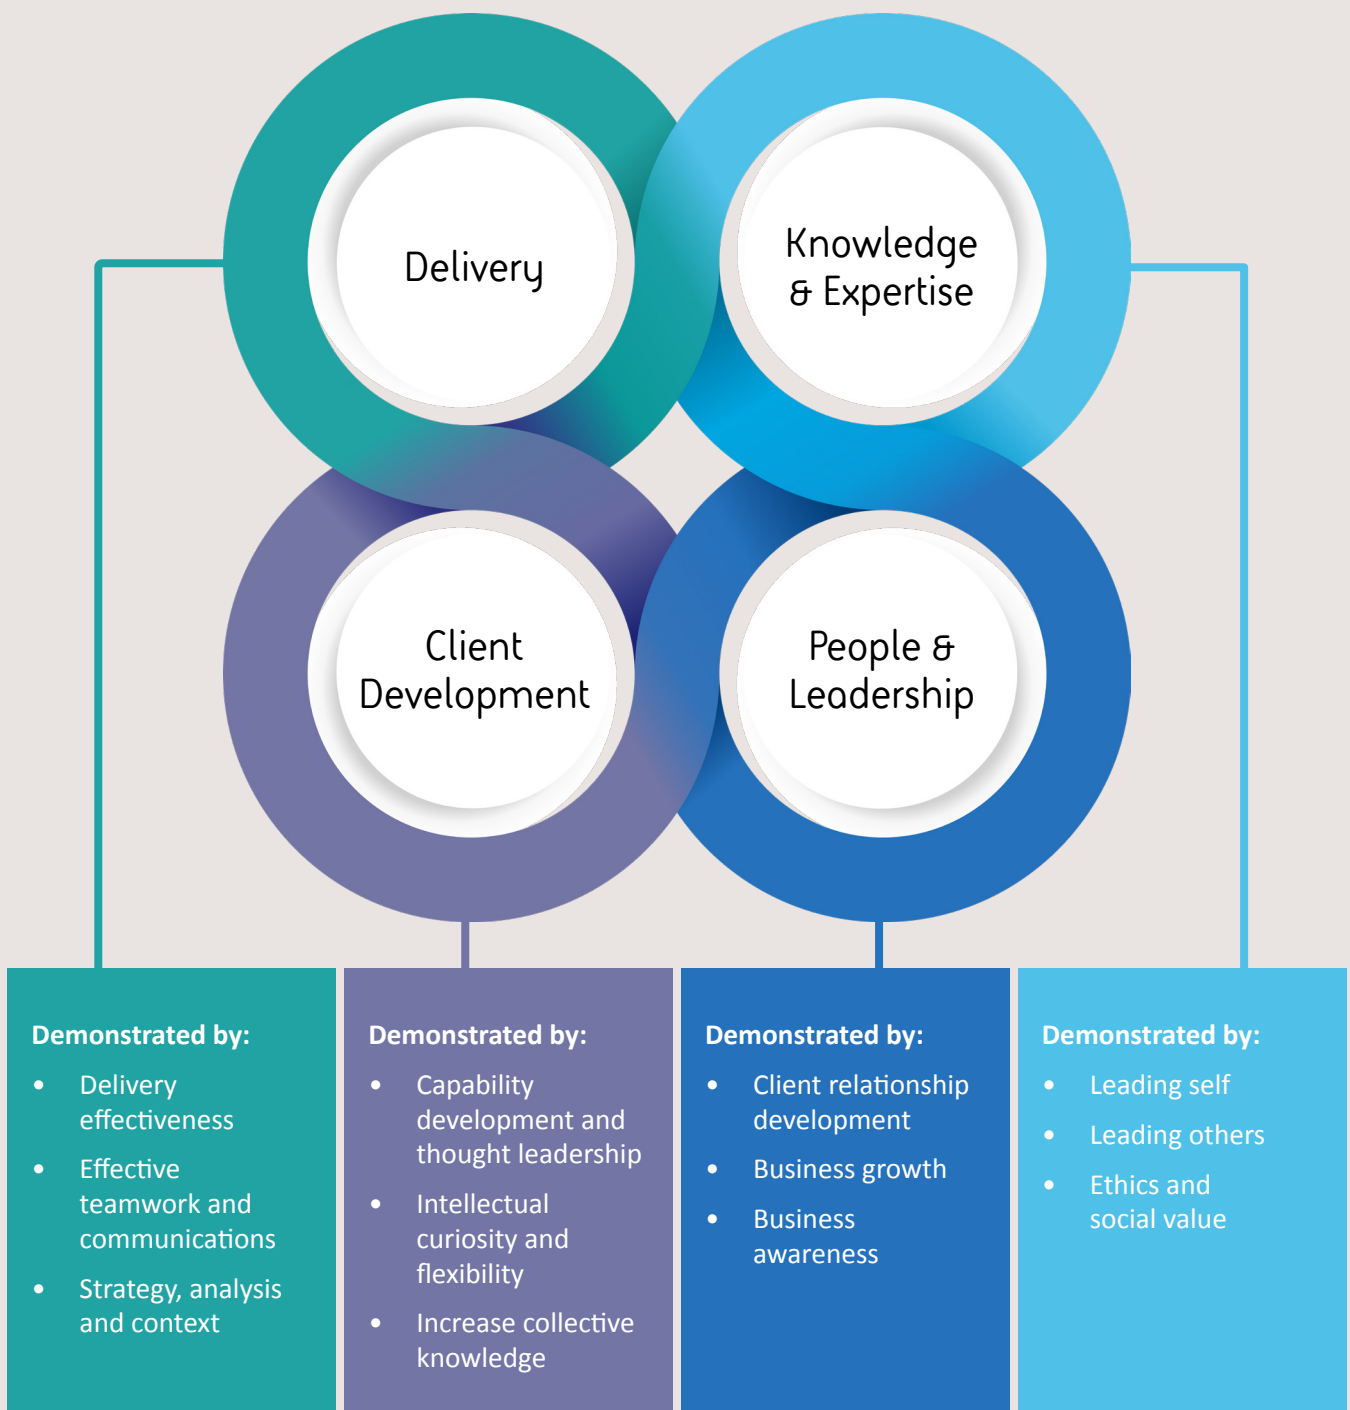 Delivery
Knowledge
& Expertise
Client
Development
People &
Leadership
Demonstrated by:
• Delivery
effectiveness
• Effective
teamwork and
communications
• Strategy, analysis
and context
Demonstrated by:
• Capability
development and
thought leadership
• Intellectual
curiosity and
flexibility
• Increase collective
knowledge
Demonstrated by:
• Client relationship
development
• Business growth
• Business
awareness
Demonstrated by:
• Leading self
• Leading others
• Ethics and
social value